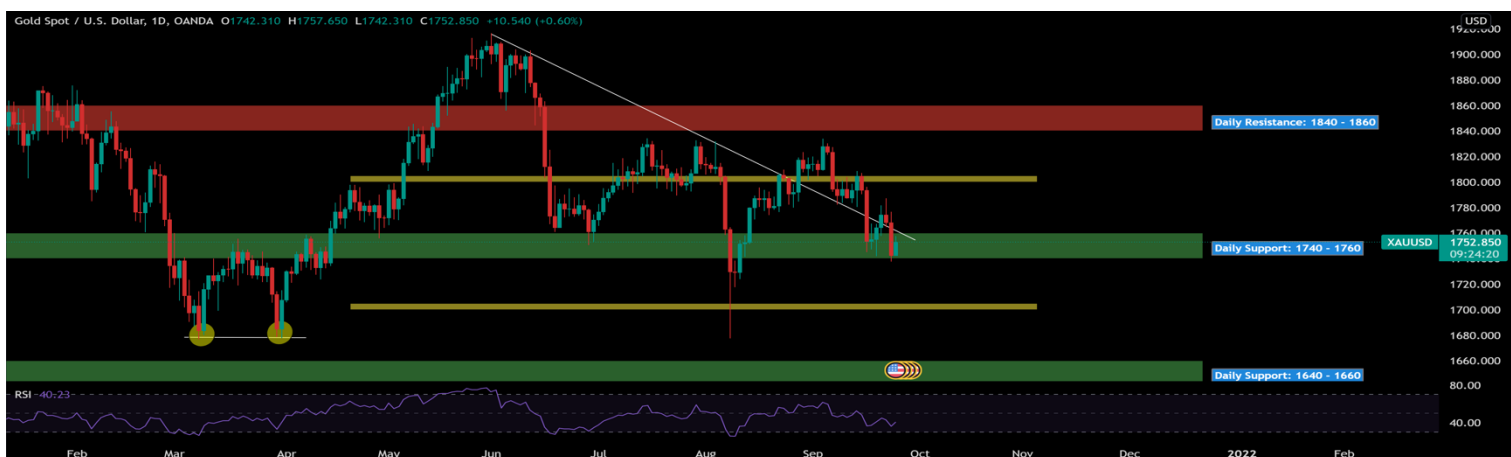 Gold Spot / U.S. Dollar, 1D, OANDA O1742.310 H1757.650 L1742.310 C1752.850 +10.540 (+0.60%)
USD
1920.000
1900.000
1880.000
1860.000
Daily Resistance: 1840 - 1860
1840.000
1820.000
1800.000
1780.000
1760.000
XAUUSD 1752.850
Daily Support: 1740 - 1760
09:24:20
1740.000
1720.000
1700.000
1680.000
1660.000
Daily Support: 1640 - 1660
80.00
RSI 40.23
40.00
Feb Mar Apr May Jun Jul Aug Sep Oct Nov Dec 2022 Feb